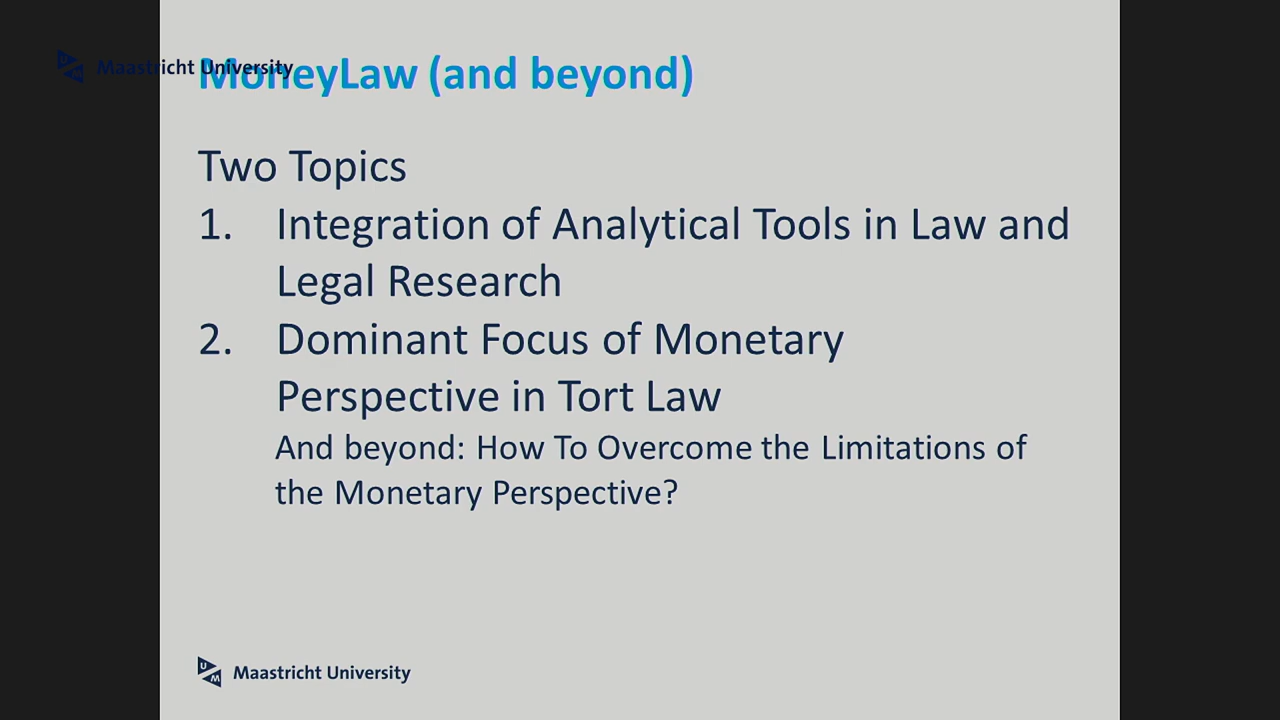 Maastricht University
MoneyLaw (and beyond)
Two Topics
1. Integration of Analytical Tools in Law and
Legal Research
2. Dominant Focus of Monetary
Perspective in Tort Law
And beyond: How To Overcome the Limitations of
the Monetary Perspective?
UM Maastricht University